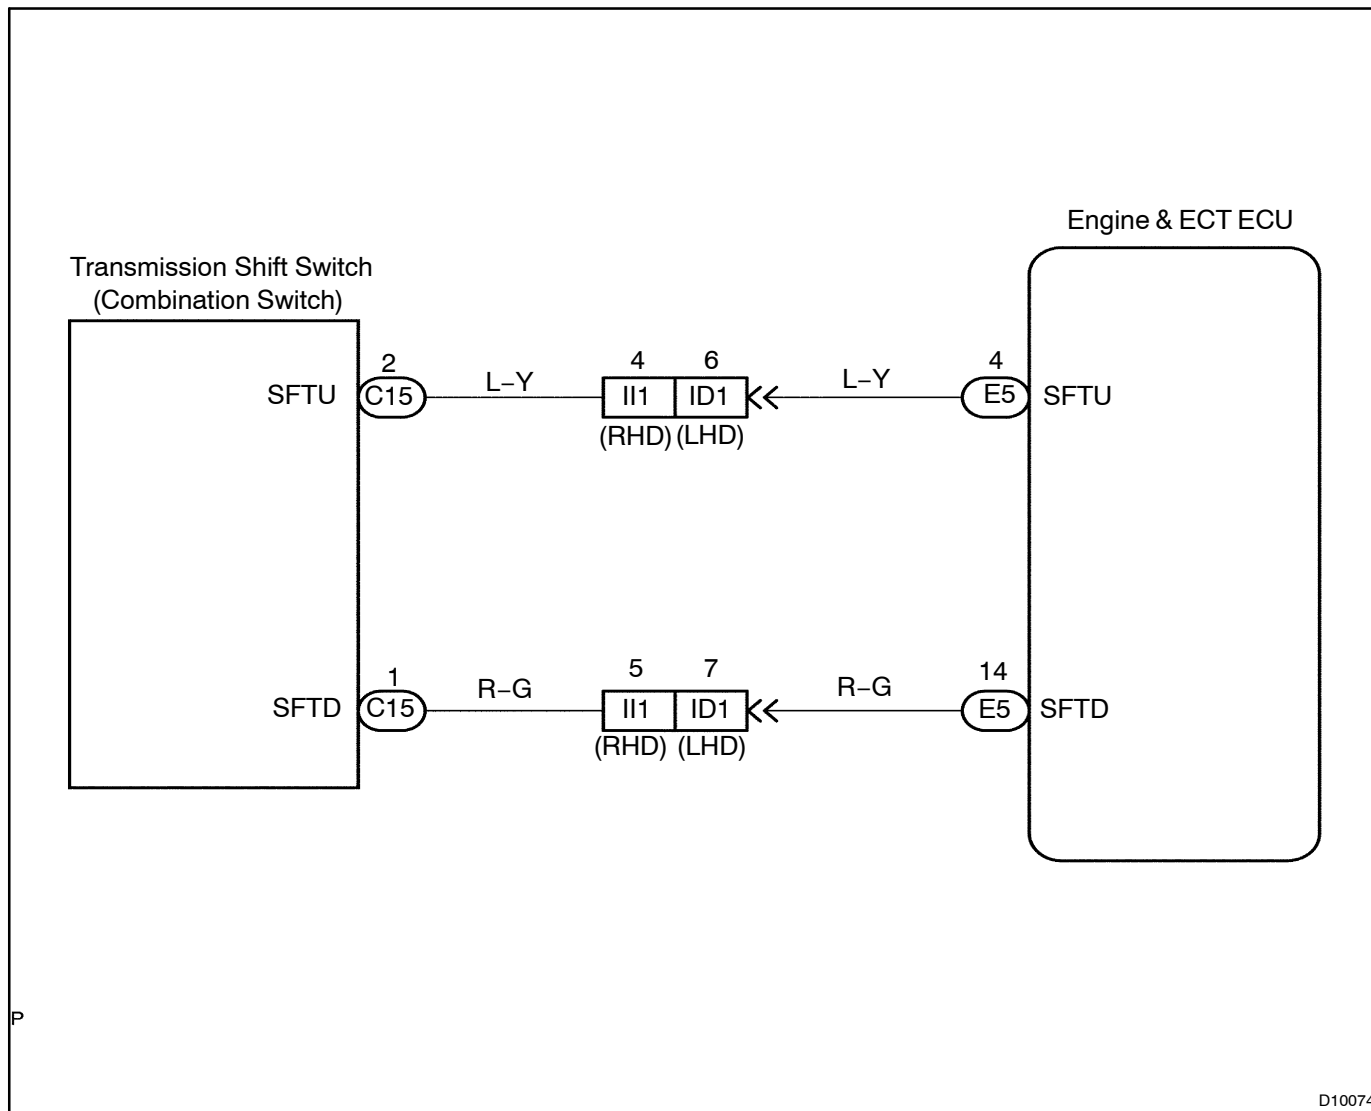 Engine & ECT ECU
Transmission Shift Switch
(Combination Switch)
2
4 6
4
SFTU C15 L–Y II1 ID1 L–Y E5 SFTU
(RHD) (LHD)
1
5 7
14
SFTD C15 R–G II1 ID1 R–G E5 SFTD
(RHD) (LHD)
P
D10074